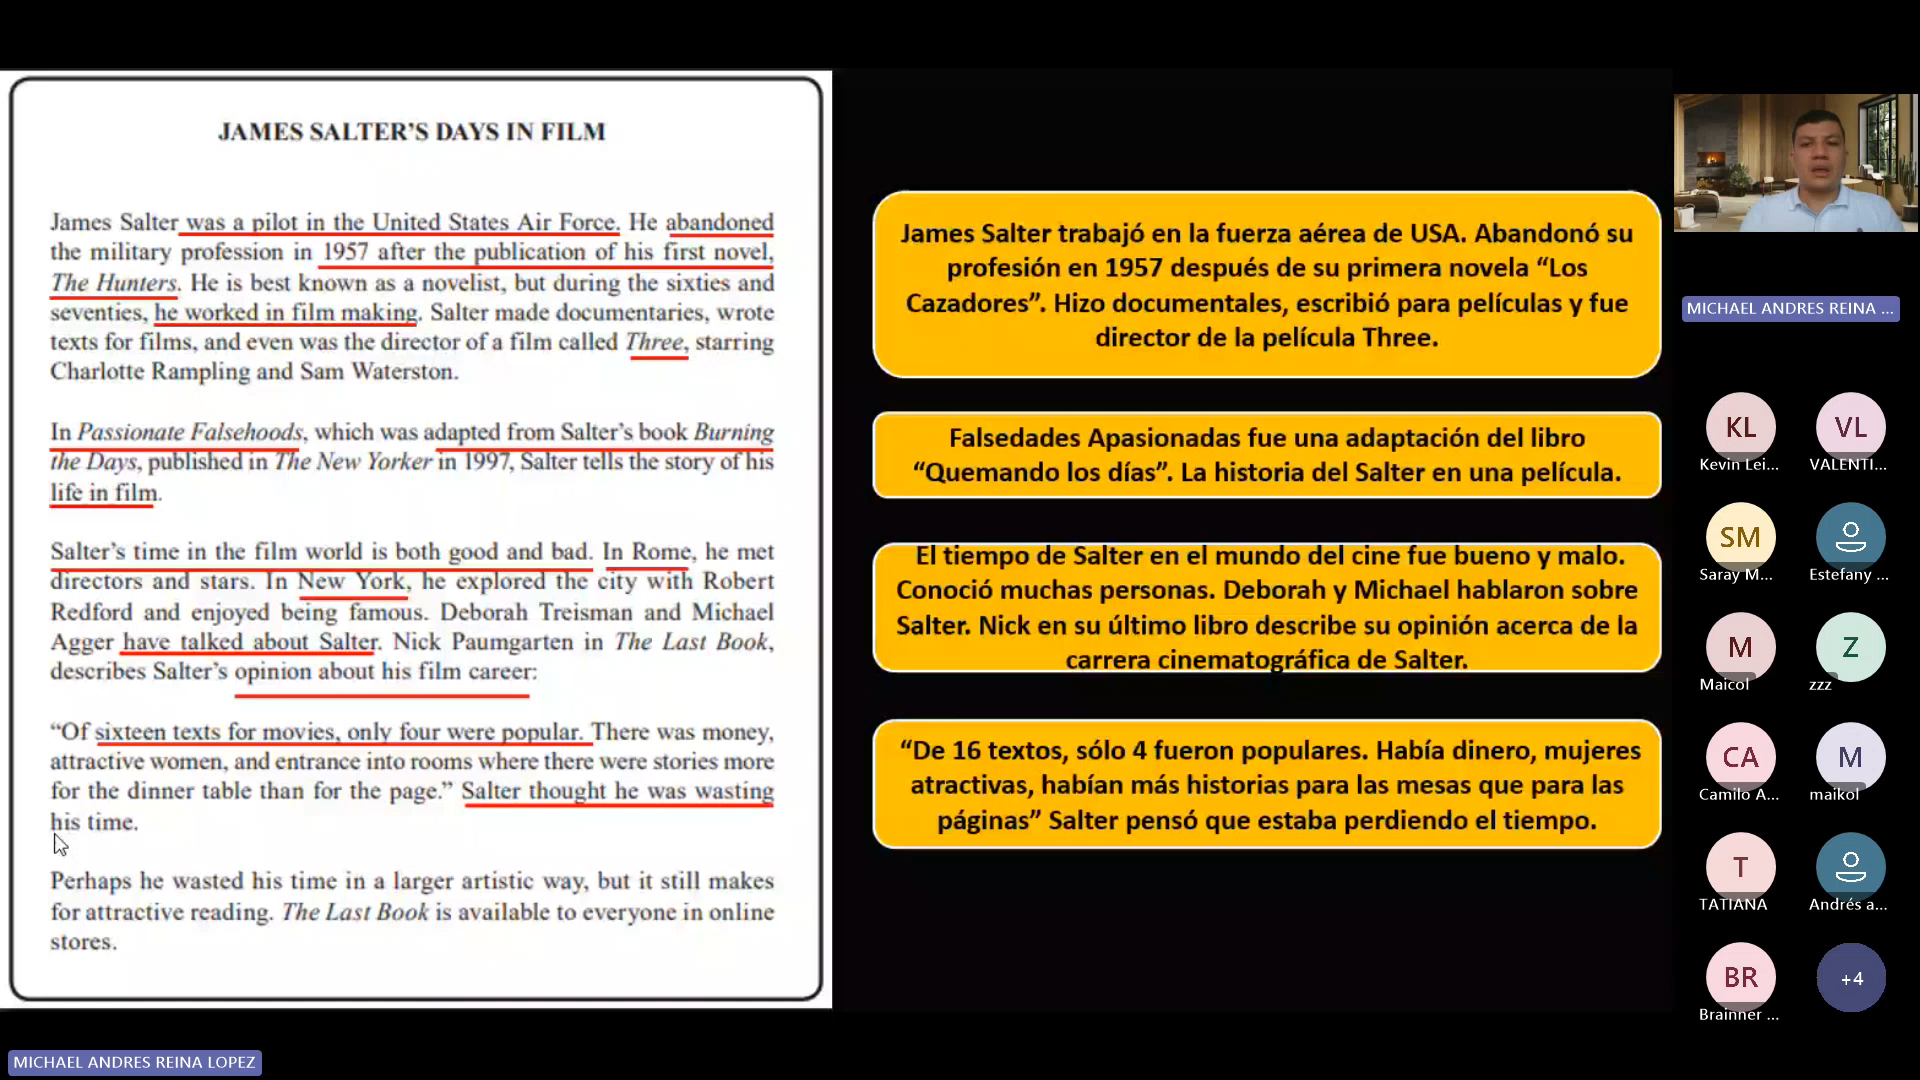 JAMES SALTER'S DAYS IN FILM
James Salter was a pilot in the United States Air Force. He abandoned
the military profession in 1957 after the publication of his first novel,
The Hunters. He is best known as a novelist, but during the sixties and
seventies, he worked in film making. Salter made documentaries, wrote
texts for films, and even was the director of a film called Three, starring
Charlotte Rampling and Sam Waterston.
In Passionate Falsehoods, which was adapted from Salter's book Burning
the Days, published in The New Yorker in 1997, Salter tells the story of his
life in film.
Salter's time in the film world is both good and bad. In Rome, he met
directors and stars. In New York, he explored the city with Robert
Redford and enjoyed being famous. Deborah Treisman and Michael
Agger have talked about Salter. Nick Paumgarten in The Last Book,
describes Salter's opinion about his film career:
“Of sixteen texts for movies, only four were popular. There was money,
attractive women, and entrance into rooms where there were stories more
for the dinner table than for the page.” Salter thought he was wasting
his time.
Perhaps he wasted his time in a larger artistic way, but it still makes
for attractive reading. The Last Book is available to everyone in online
stores.
James Salter trabajó en la fuerza aérea de USA. Abandonó su
profesión en 1957 después de su primera novela “Los
Cazadores”. Hizo documentales, escribió para películas y fue
director de la película Three.
Falsedades Apasionadas fue una adaptación del libro
“Quemando los días”. La historia del Salter en una película.
El tiempo de Salter en el mundo del cine fue bueno y malo.
Conoció muchas personas. Deborah y Michael hablaron sobre
Salter. Nick en su último libro describe su opinión acerca de la
carrera cinematográfica de Salter.
“De 16 textos, sólo 4 fueron populares. Había dinero, mujeres
atractivas, habían más historias para las mesas que para las
páginas” Salter pensó que estaba perdiendo el tiempo.
MICHAEL ANDRES REINA ...
KL
Kevin Lei...
VL
VALENTI...
SM
Saray M...
Estefany ...
M
Maicol
Z
zzz
CA
Camilo A...
M
maikol
T
TATIANA
Andrés a...
BR
Brainner ...
+4
MICHAEL ANDRES REINA LOPEZ